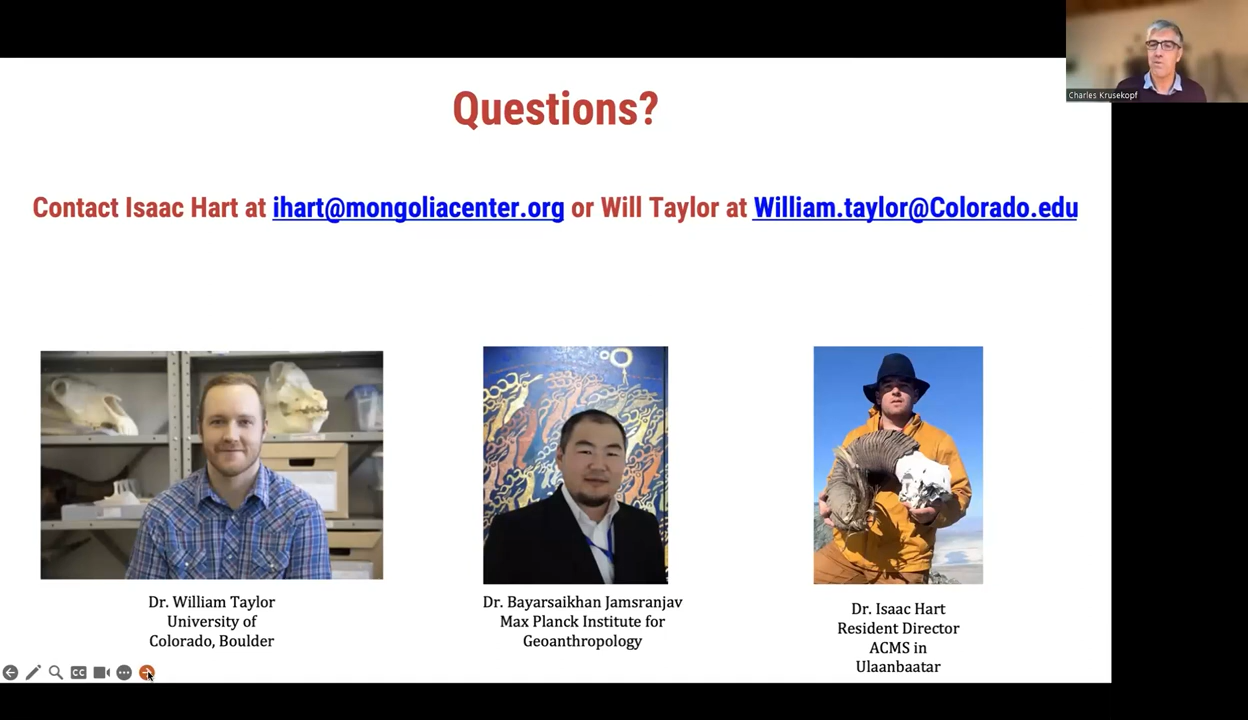 Charles Krusekopf
Questions?
Contact Isaac Hart at ihart@mongoliacenter.org or Will Taylor at William.taylor@Colorado.edu
Dr. William Taylor
University of
Colorado, Boulder
Dr. Bayarsaikhan Jamsranjav
Max Planck Institute for
Geoanthropology
Dr. Isaac Hart
Resident Director
ACMS in
Ulaanbaatar
CC